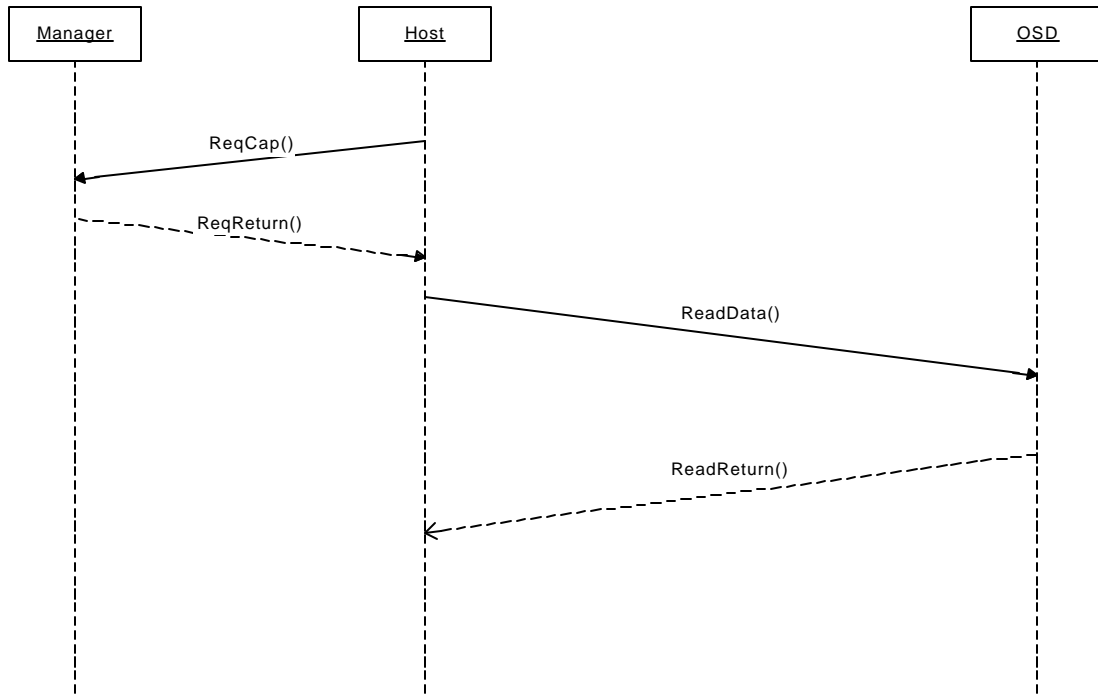 Manager
Host
OSD
ReqCap()
ReqReturn()
ReadData()
ReadReturn()